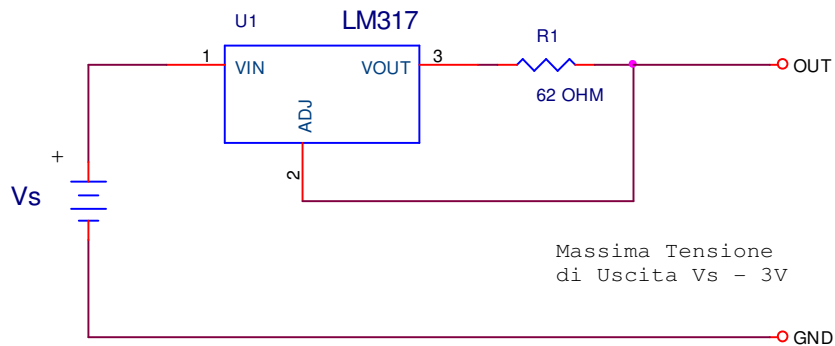 U1
LM317
R1
1
VIN
VOUT
3
OUT
62 OHM
ADJ
2
+
Vs
Massima Tensione
di Uscita Vs - 3V
GND